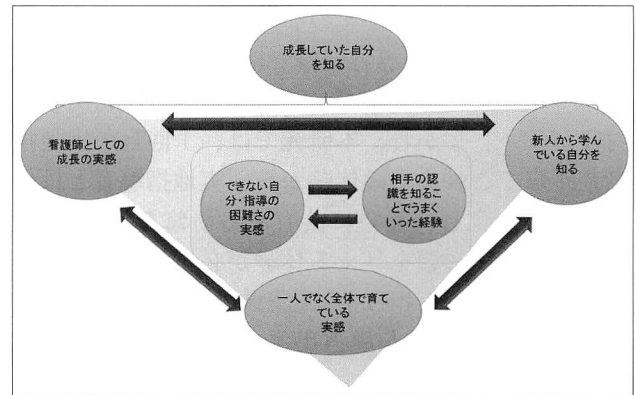 成長していた自分
を知る
看護師としての
成長の実感
新人から学ん
でいる自分を
知る
できない自
分・指導の
困難さの
実感
相手の認
識を知るこ
とでうまく
いった経験
一人でなく全体で育て
ている
実感